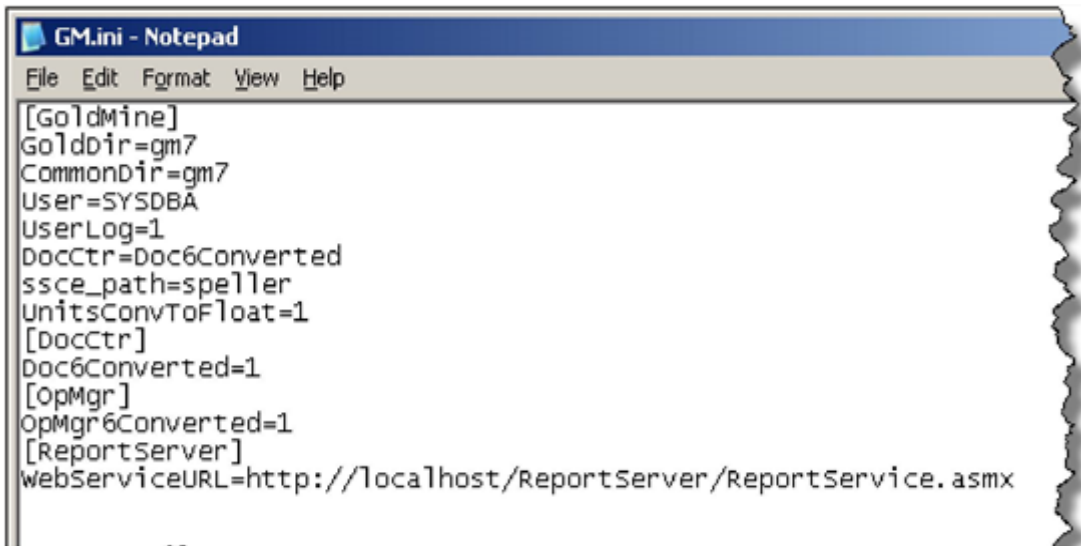 GM.ini - Notepad
File Edit Format View Help
[GoldMine]
GoldDir=gm7
CommonDir=gm7
User=SYSDBA
UserLog=1
DocCtr=Doc6Converted
ssce_path=speller
UnitsConvToFloat=1
[DocCtr]
Doc6Converted=1
[OpMgr]
OpMgr6Converted=1
[ReportServer]
WebServiceURL=http://localhost/ReportServer/ReportService.asmx